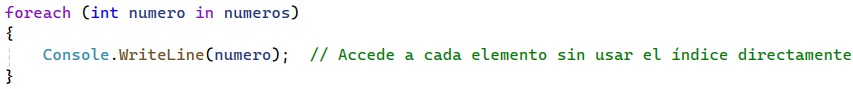 foreach (int numero in numeros)
{
    Console.WriteLine(numero);  // Accede a cada elemento sin usar el índice directamente
}